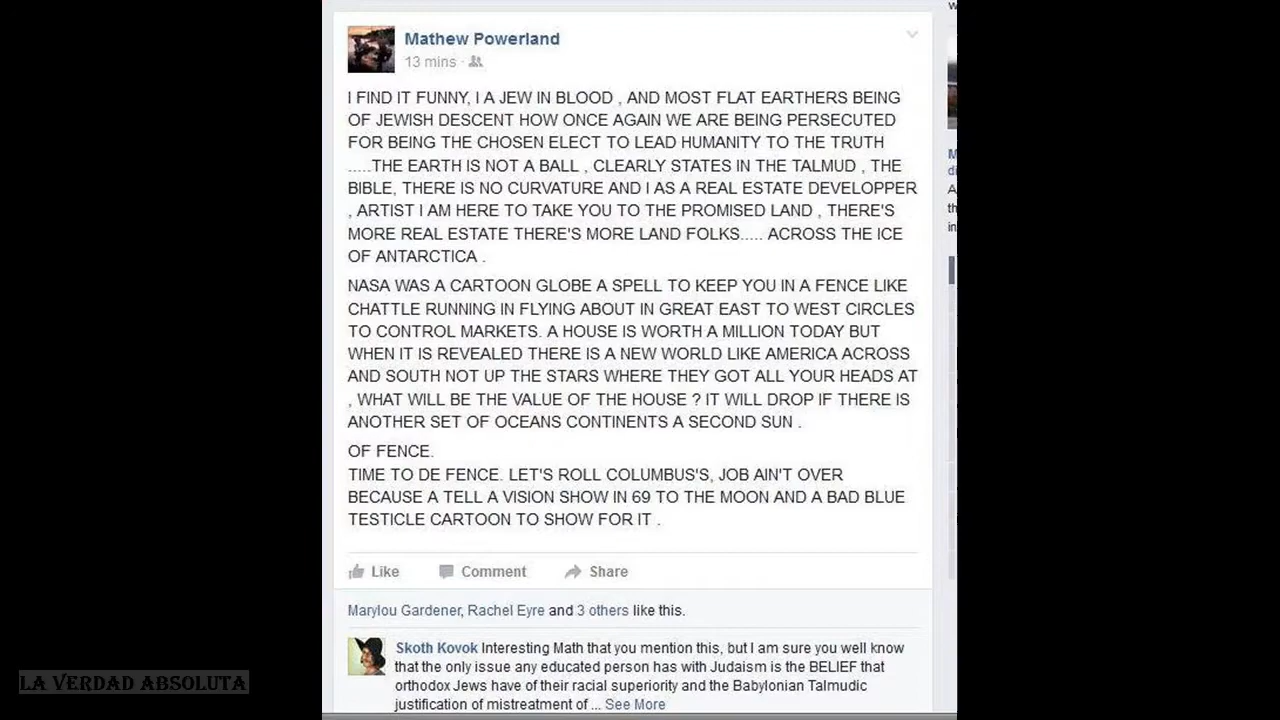 Mathew Powerland
13 mins
I FIND IT FUNNY, I A JEW IN BLOOD , AND MOST FLAT EARTHERS BEING
OF JEWISH DESCENT HOW ONCE AGAIN WE ARE BEING PERSECUTED
FOR BEING THE CHOSEN ELECT TO LEAD HUMANITY TO THE TRUTH
.....THE EARTH IS NOT A BALL , CLEARLY STATES IN THE TALMUD , THE
BIBLE, THERE IS NO CURVATURE AND I AS A REAL ESTATE DEVELOPPER
, ARTIST I AM HERE TO TAKE YOU TO THE PROMISED LAND , THERE'S
MORE REAL ESTATE THERE'S MORE LAND FOLKS..... ACROSS THE ICE
OF ANTARCTICA .
NASA WAS A CARTOON GLOBE A SPELL TO KEEP YOU IN A FENCE LIKE
CHATTLE RUNNING IN FLYING ABOUT IN GREAT EAST TO WEST CIRCLES
TO CONTROL MARKETS. A HOUSE IS WORTH A MILLION TODAY BUT
WHEN IT IS REVEALED THERE IS A NEW WORLD LIKE AMERICA ACROSS
AND SOUTH NOT UP THE STARS WHERE THEY GOT ALL YOUR HEADS AT
, WHAT WILL BE THE VALUE OF THE HOUSE ? IT WILL DROP IF THERE IS
ANOTHER SET OF OCEANS CONTINENTS A SECOND SUN .
OF FENCE.
TIME TO DE FENCE. LET'S ROLL COLUMBUS'S, JOB AIN'T OVER
BECAUSE A TELL A VISION SHOW IN 69 TO THE MOON AND A BAD BLUE
TESTICLE CARTOON TO SHOW FOR IT .
Like Comment Share
Marylou Gardener, Rachel Eyre and 3 others like this.
Skoth Kovok Interesting Math that you mention this, but I am sure you well know
that the only issue any educated person has with Judaism is the BELIEF that
orthodox Jews have of their racial superiority and the Babylonian Talmudic
justification of mistreatment of ... See More
LA VERDAD ABSOLUTA